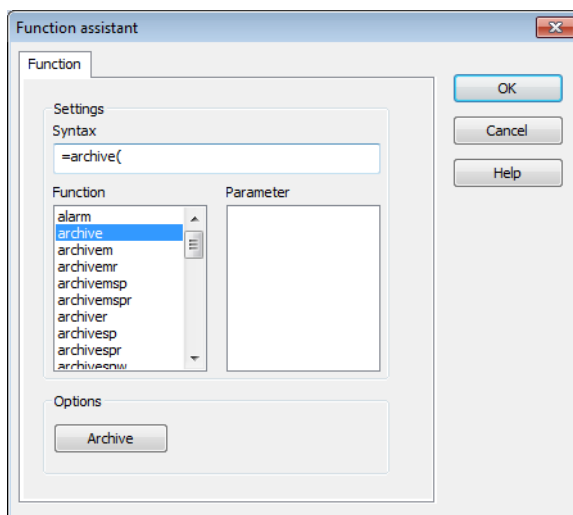 Function assistant
Function
OK
Settings
Syntax
Cancel
=archive(
Help
Function
Parameter
alarm
archive
archivem
archivemr
archivemsp
archivemspr
archiver
archivesp
archivespr
archivespw
Options
Archive